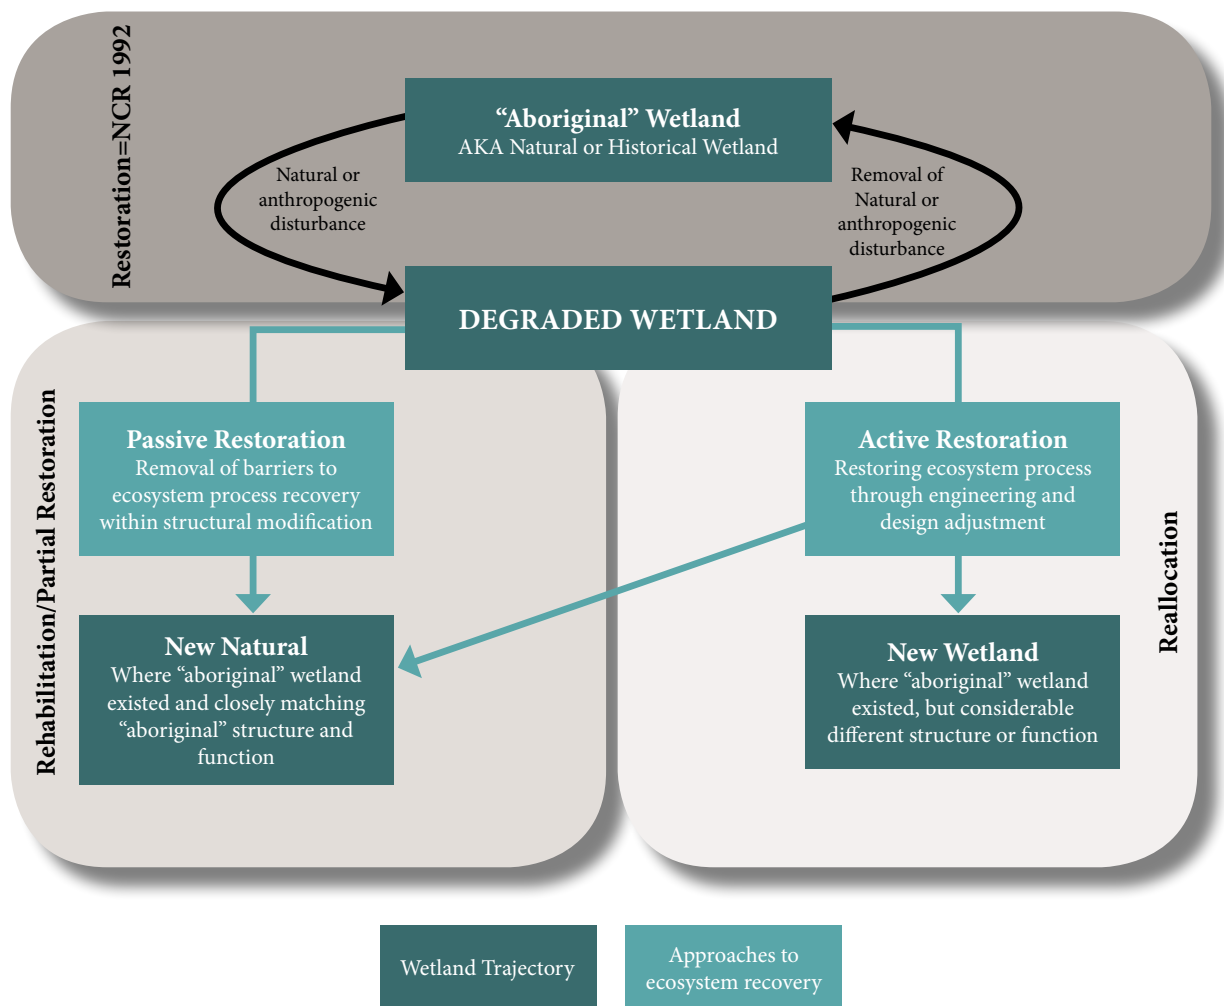 Restoration=NCR 1992
“Aboriginal” Wetland
AKA Natural or Historical Wetland
Natural or
anthropogenic
disturbance
Removal of
Natural or
anthropogenic
disturbance
DEGRADED WETLAND
Rehabilitation/Partial Restoration
Passive Restoration
Removal of barriers to
ecosystem process recovery
within structural modification
New Natural
Where “aboriginal” wetland
existed and closely matching
“aboriginal” structure and
function
Active Restoration
Restoring ecosystem process
through engineering and
design adjustment
New Wetland
Where “aboriginal” wetland
existed, but considerable
different structure or function
Reallocation
Wetland Trajectory
Approaches to
ecosystem recovery